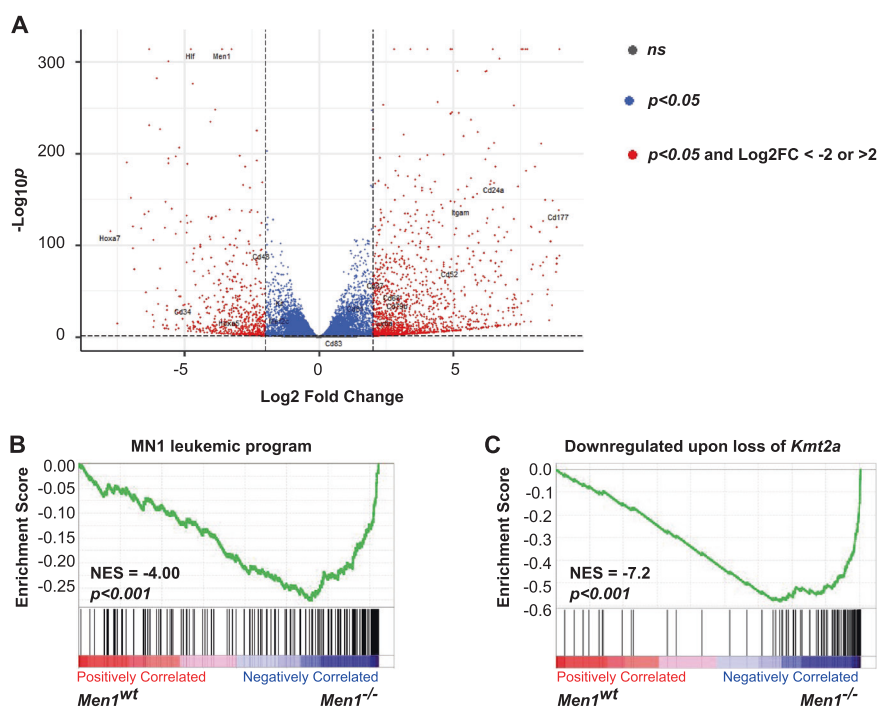 A
-Log10p
300
200
100
0
Hlf Men1
Cd24a
Itgam
Cd177
Hoxa7
Cd48
Cd52
Cd34
Cd83
-5 0 5
Log2 Fold Change
ns
p<0.05
p<0.05 and Log2FC < -2 or >2
B
MN1 leukemic program
Enrichment Score
0.00
-0.05
-0.10
-0.15
-0.20
-0.25
NES = -4.00
p<0.001
Positively Correlated Negatively Correlated
Men1wt Men1-/-
C
Downregulated upon loss of Kmt2a
Enrichment Score
0.0
-0.1
-0.2
-0.3
-0.4
-0.5
-0.6
NES = -7.2
p<0.001
Positively Correlated Negatively Correlated
Men1wt Men1-/-